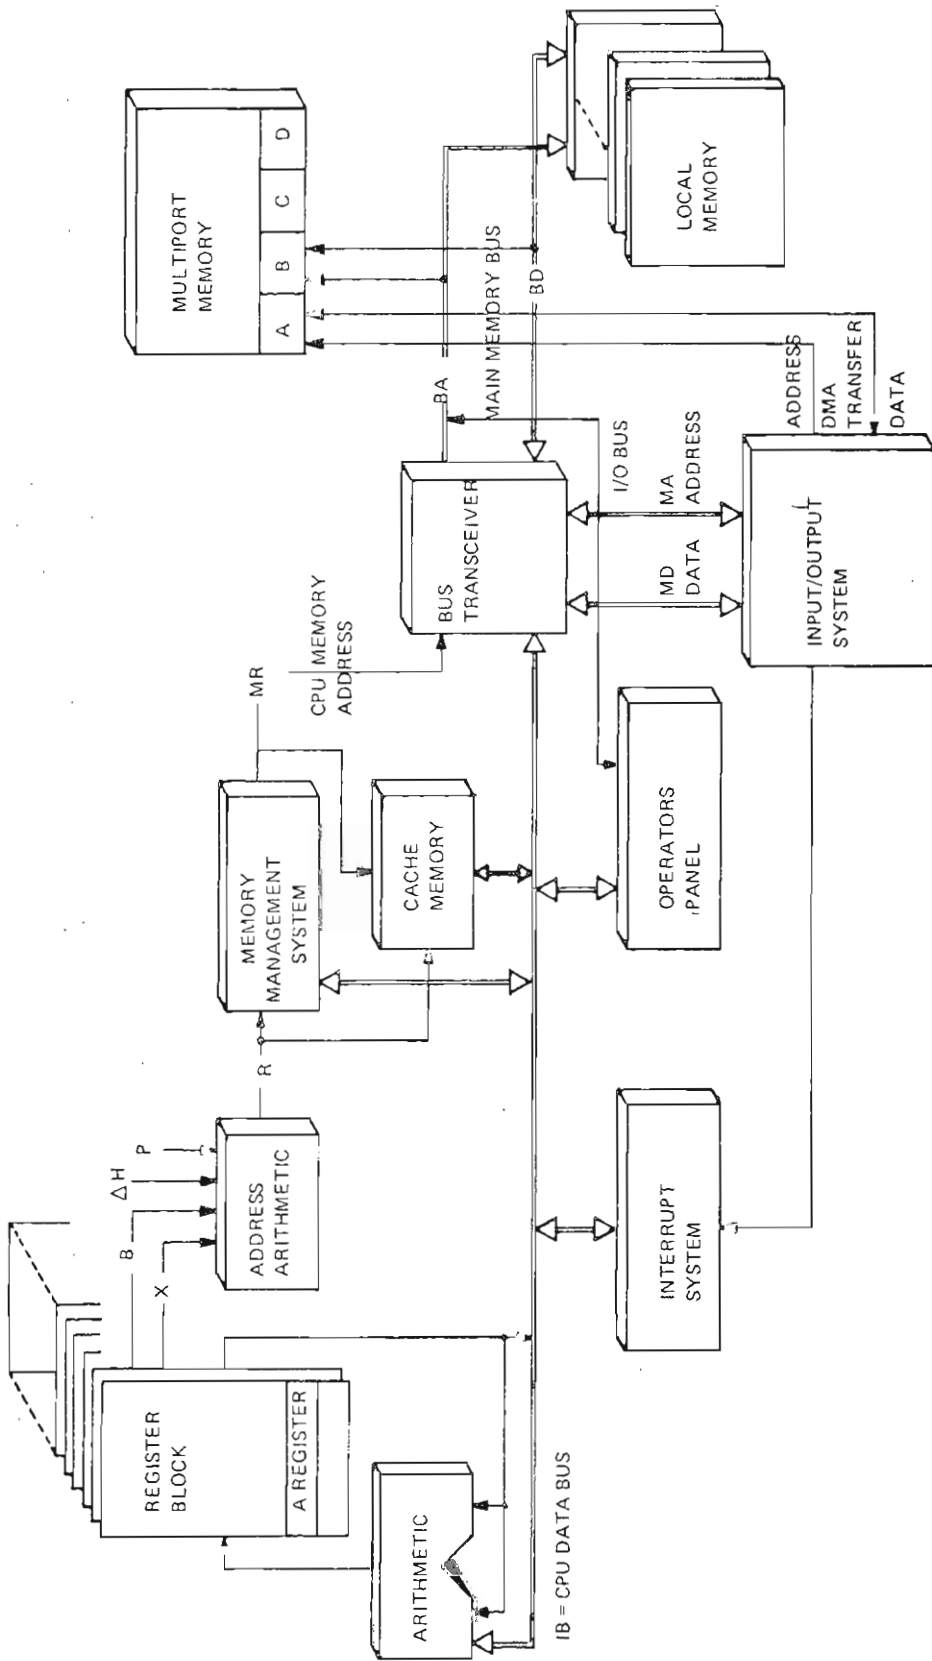 REGISTER
BLOCK
A REGISTER
ARITHMETIC
IB = CPU DATA BUS
B
X
ΔH
P
ADDRESS
ARITHMETIC
R
MEMORY
MANAGEMENT
SYSTEM
MR
CACHE
MEMORY
CPU MEMORY
ADDRESS
BUS
TRANSCEIVER
INTERRUPT
SYSTEM
OPERATORS
PANEL
MD
DATA
MA
ADDRESS
I/O BUS
INPUT/OUTPUT
SYSTEM
BA
MAIN MEMORY BUS
BD
MULTIPORT
MEMORY
A
B
C
D
ADDRESS
DMA
TRANSFER
DATA
LOCAL
MEMORY